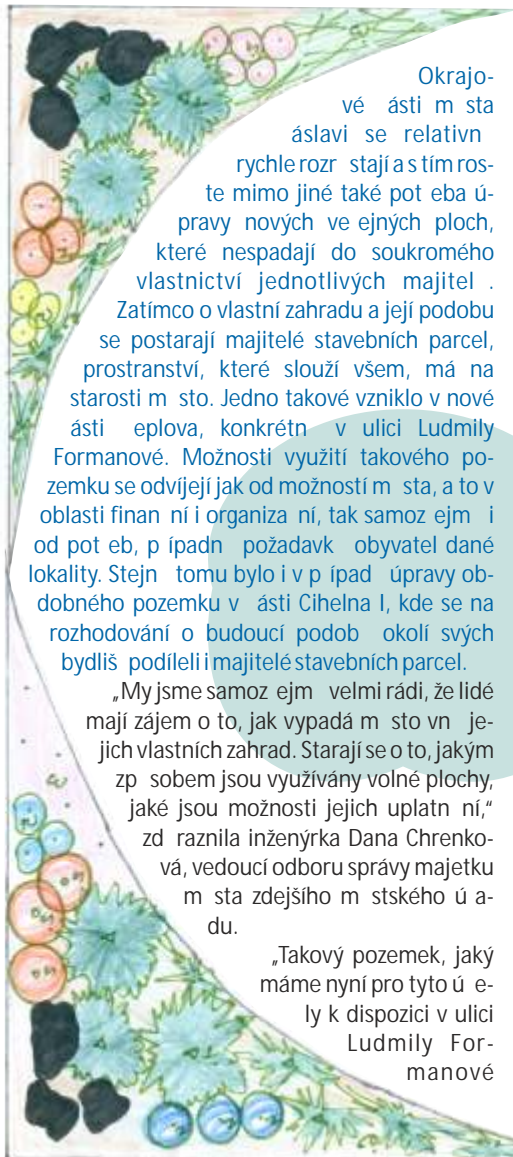 Okrajo-
vé ásti m sta
áslavi se relativn
rychle rozr stají a s tím ros-
te mimo jiné také pot eba ú-
pravy nových ve ejných ploch,
které nespadají do soukromého
vlastnictví jednotlivých majitel .
Zatímco o vlastní zahradu a její podobu
se postarají majitelé stavebních parcel,
prostranství, které slouží všem, má na
starosti m sto. Jedno takové vzniklo v nové
ásti eplova, konkrétn v ulici Ludmily
Formanové. Možnosti využití takového po-
zemku se odvíjejí jak od možností m sta, a to v
oblasti finan ní i organiza ní, tak samoz ejm i
od pot eb, p ípadn požadavk obyvatel dané
lokality. Stejn tomu bylo i v p ípad úpravy ob-
dobného pozemku v ásti Cihelna I, kde se na
rozhodování o budoucí podob okolí svých
bydliš podíleli i majitelé stavebních parcel.
„My jsme samoz ejm velmi rádi, že lidé
mají zájem o to, jak vypadá m sto vn je-
jich vlastních zahrad. Starají se o to, jakým
zp sobem jsou využívány volné plochy,
jaké jsou možnosti jejich uplatn ní,“
zd raznila inženýrka Dana Chrenko-
vá, vedoucí odboru správy majetku
m sta zdejšího m stského ú a-
du.
„Takový pozemek, jaký
máme nyní pro tyto ú e-
ly k dispozici v ulici
Ludmily For-
manové